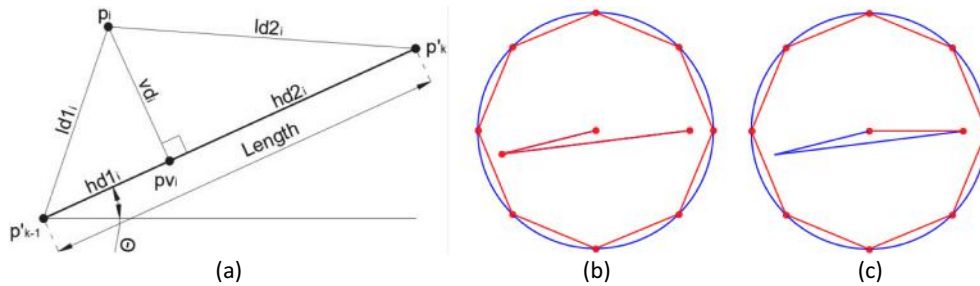 pᵢ
ld2ᵢ
p'ₖ
ld1ᵢ
vdᵢ
hd2ᵢ
Length
hd1ᵢ
pvᵢ
p'ₖ₋₁
Θ
(a)
(b)
(c)